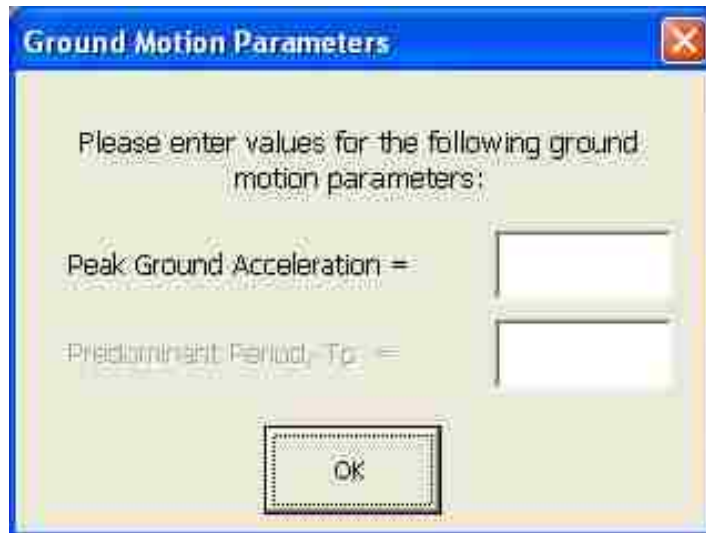 Ground Motion Parameters
Please enter values for the following ground
motion parameters:
Peak Ground Acceleration =
Predominant Period, Tp =
OK